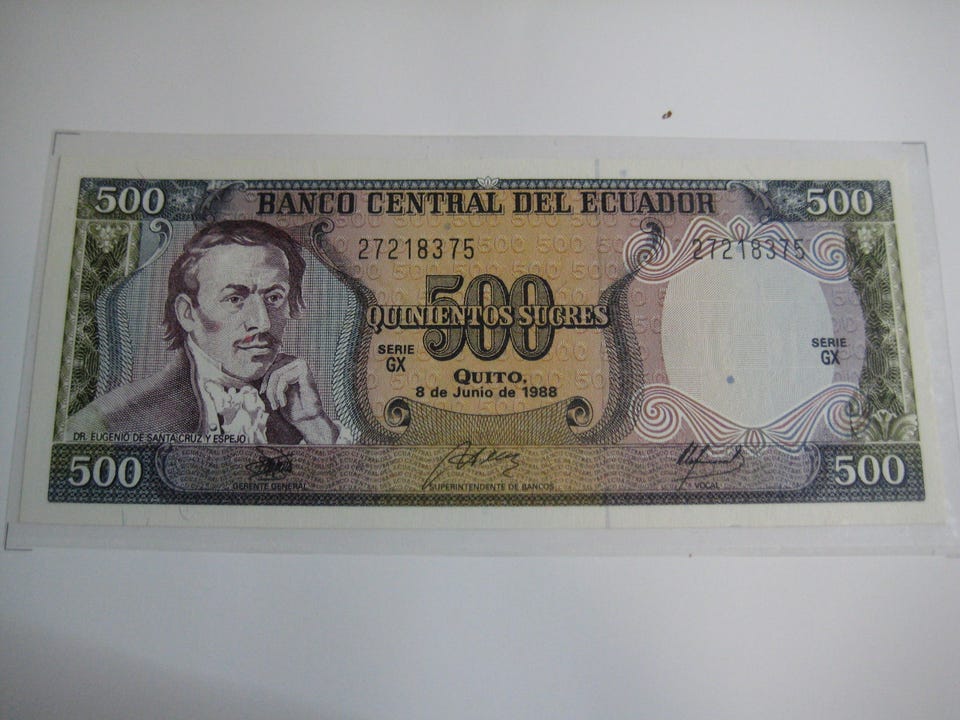 500 BANCO CENTRAL DEL ECUADOR 500
27218375 27218375
500
QUINIENTOS SUCRES
SERIE GX SERIE GX
QUITO,
8 de Junio de 1988
DR. EUGENIO DE SANTA CRUZ Y ESPEJO
500 500
GERENTE GENERAL SUPERINTENDENTE DE BANCOS VOCAL